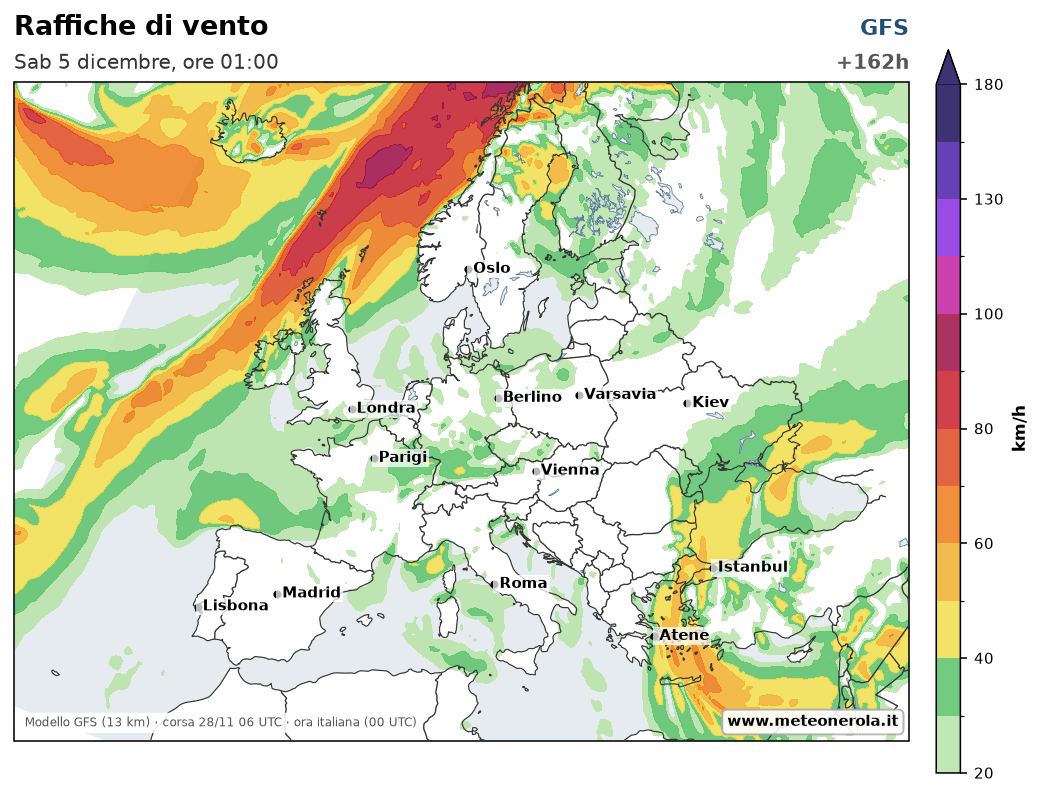 Raffiche di vento
GFS
Sab 5 dicembre, ore 01:00
+162h
180
130
100
80
60
40
20
km/h
Oslo
Londra
Berlino
Varsavia
Kiev
Parigi
Vienna
Istanbul
Roma
Madrid
Lisbona
Atene
Modello GFS (13 km) · corsa 28/11 06 UTC · ora italiana (00 UTC)
www.meteonerola.it